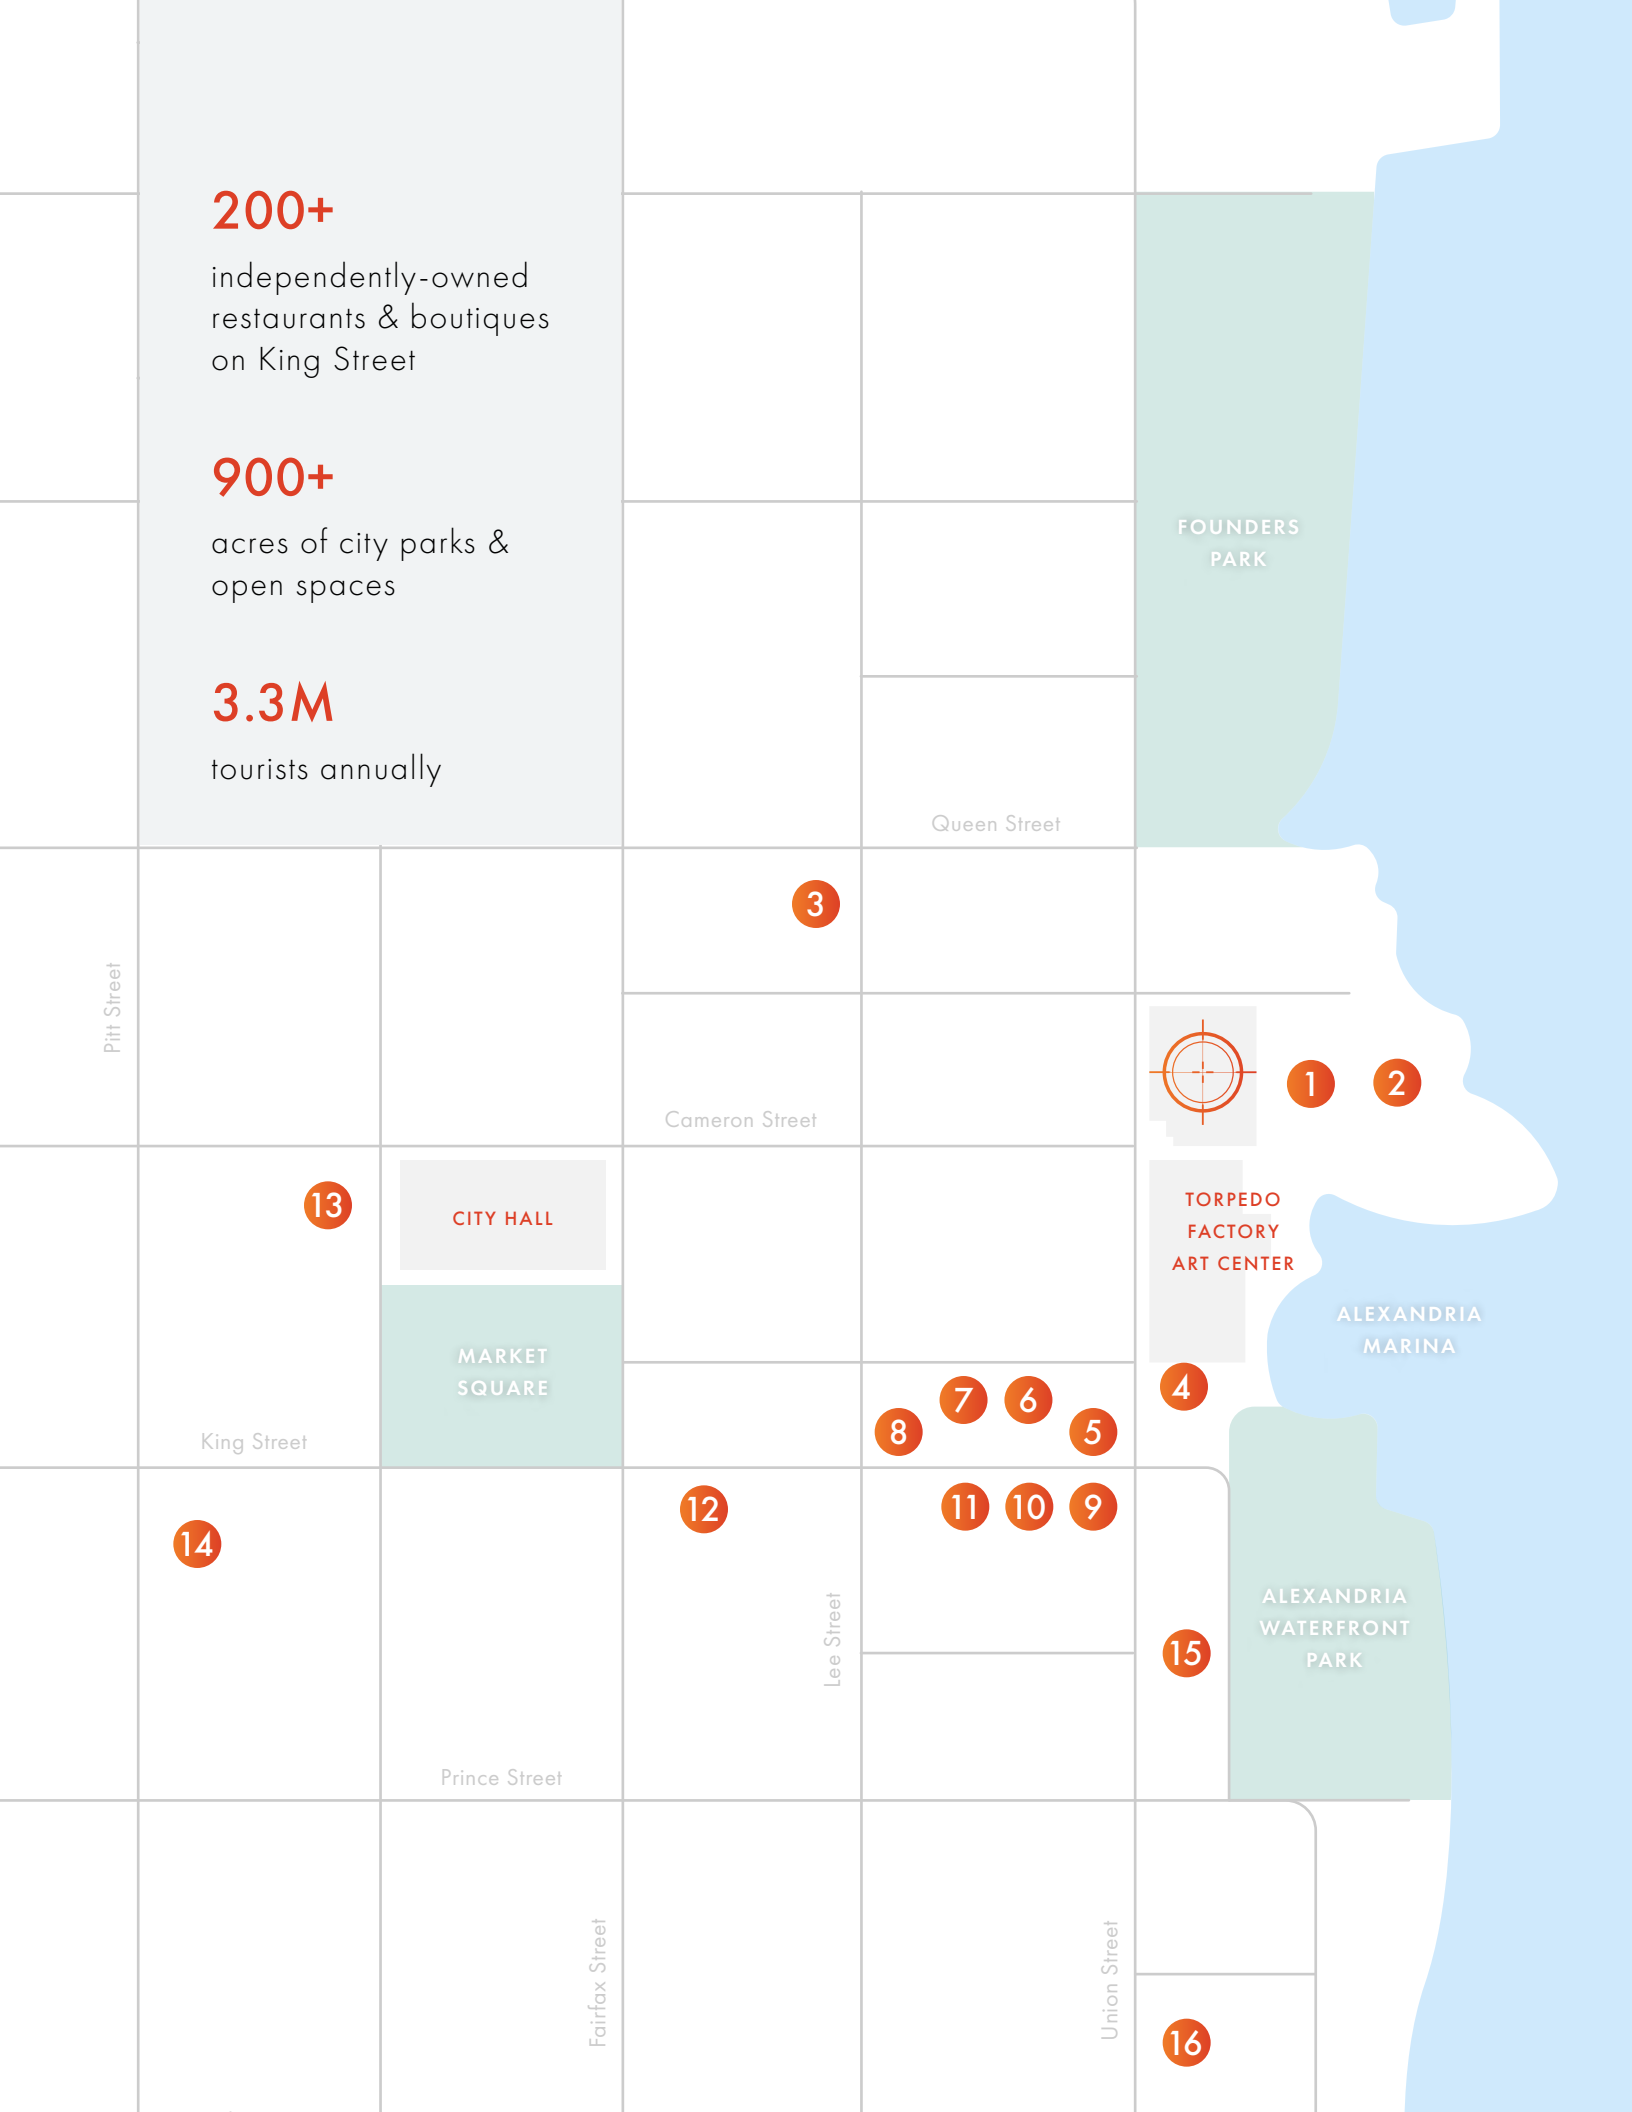 200+
independently-owned
restaurants & boutiques
on King Street
900+
acres of city parks &
open spaces
3.3M
tourists annually
FOUNDERS
PARK
Queen Street
3
Pitt Street
1
2
Cameron Street
13
CITY HALL
TORPEDO
FACTORY
ART CENTER
ALEXANDRIA
MARINA
MARKET
SQUARE
4
7
6
8
5
King Street
12
11
10
9
14
ALEXANDRIA
WATERFRONT
PARK
Lee Street
15
Prince Street
Fairfax Street
Union Street
16